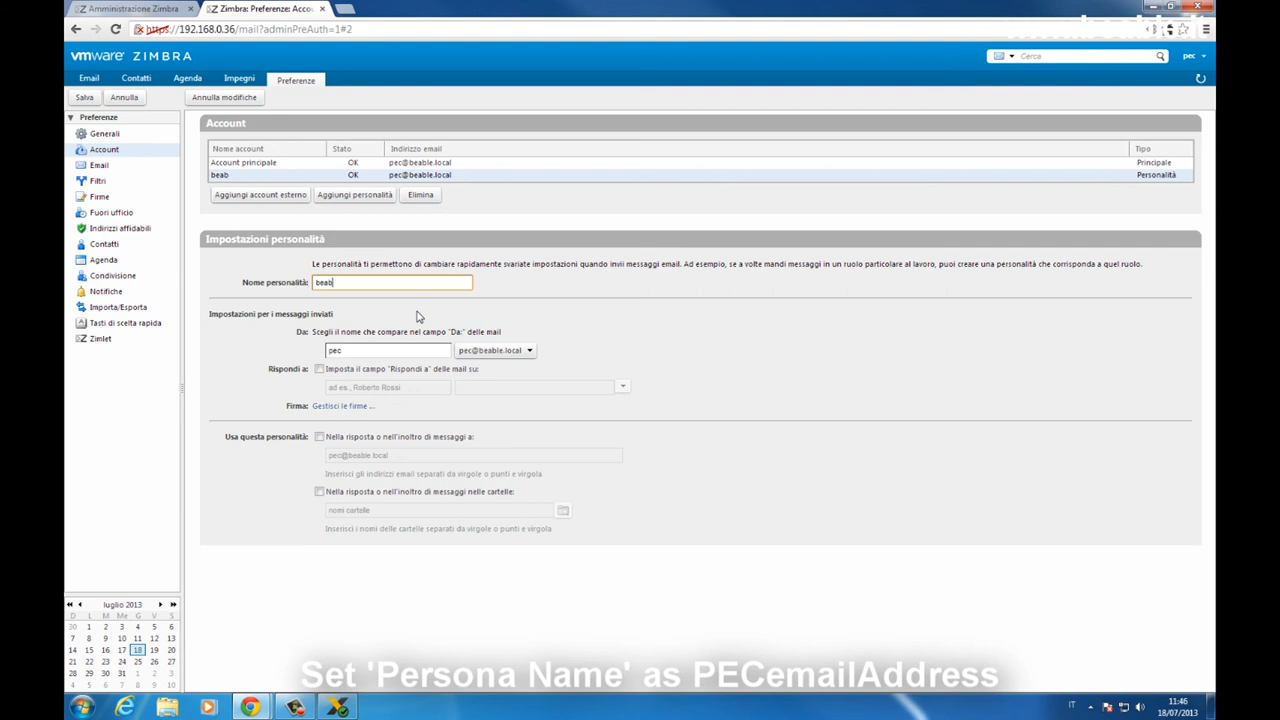 Amministrazione Zimbra
Zimbra: Preferenze: Accou
https://192.168.0.36/mail?adminPreAuth=1#2
vmware ZIMBRA
Cerca
pec
Email Contatti Agenda Impegni Preferenze
Salva Annulla Annulla modifiche
Preferenze
Generali
Account
Email
Filtri
Firme
Fuori ufficio
Indirizzi affidabili
Contatti
Agenda
Condivisione
Notifiche
Importa/Esporta
Tasti di scelta rapida
Zimlet
Account
Nome account Stato Indirizzo email Tipo
Account principale OK pec@beable.local Principale
beab OK pec@beable.local Personalità
Aggiungi account esterno Aggiungi personalità Elimina
Impostazioni personalità
Le personalità ti permettono di cambiare rapidamente svariate impostazioni quando invii messaggi email. Ad esempio, se a volte mandi messaggi in un ruolo particolare al lavoro, puoi creare una personalità che corrisponda a quel ruolo.
Nome personalità: beab
Impostazioni per i messaggi inviati
Da: Scegli il nome che compare nel campo "Da:" delle mail
pec pec@beable.local
Rispondi a: Imposta il campo "Rispondi a" delle mail su:
ad es., Roberto Rossi
Firma: Gestisci le firme ...
Usa questa personalità: Nella risposta o nell'inoltro di messaggi a:
pec@beable.local
Inserisci gli indirizzi email separati da virgole o punti e virgola
Nella risposta o nell'inoltro di messaggi nelle cartelle:
nomi cartelle
Inserisci i nomi delle cartelle separati da virgole o punti e virgola
luglio 2013
D L M Me G V S
30 1 2 3 4 5 6
7 8 9 10 11 12 13
14 15 16 17 18 19 20
21 22 23 24 25 26 27
28 29 30 31 1 2 3
4 5 6 7 8 9 10
Set 'Persona Name' as PECemailAddress
IT
11:46
18/07/2013